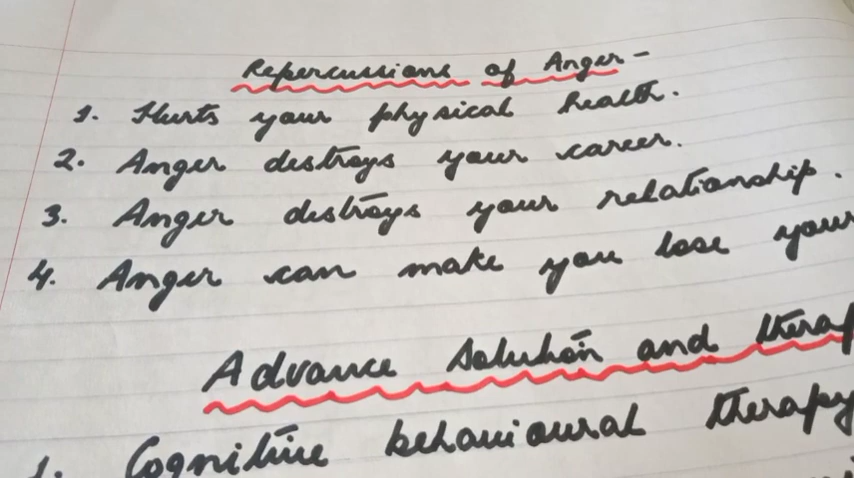 Repercussions of Anger -
1. Hurts your physical health.
2. Anger destroys your career.
3. Anger destroys your relationship.
4. Anger can make you lose your
Advance solution and
1. Cognitive behavioural therapy